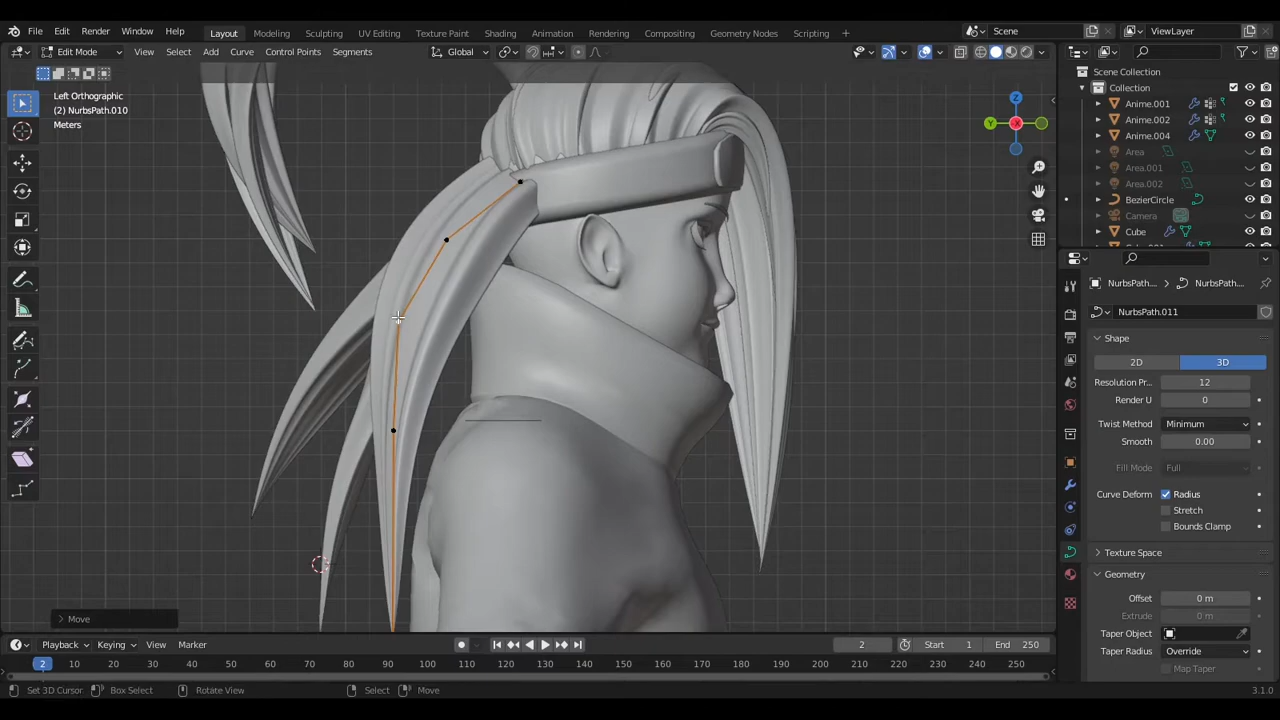 File Edit Render Window Help Layout Modeling Sculpting UV Editing Texture Paint Shading Animation Rendering Compositing Geometry Nodes Scripting + Scene ViewLayer
Edit Mode View Select Add Curve Control Points Segments Global
Left Orthographic
(2) NurbsPath.010
Meters
Z
Y
X
Scene Collection
Collection
Anime.001
Anime.002
Anime.004
Area
Area.001
Area.002
BezierCircle
Camera
Cube
NurbsPath... NurbsPath...
NurbsPath.011
Shape
2D 3D
Resolution Pr... 12
Render U 0
Twist Method Minimum
Smooth 0.00
Fill Mode Full
Curve Deform Radius
Stretch
Bounds Clamp
Texture Space
Geometry
Offset 0 m
Extrude 0 m
Taper Object Object
Taper Radius Override
Map Taper
Move
Playback Keying View Marker 2 Start 1 End 250
2 10 20 30 40 50 60 70 80 90 100 110 120 130 140 150 160 170 180 190 200 210 220 230 240 250
Set 3D Cursor Box Select Rotate View Select Move 3.1.0